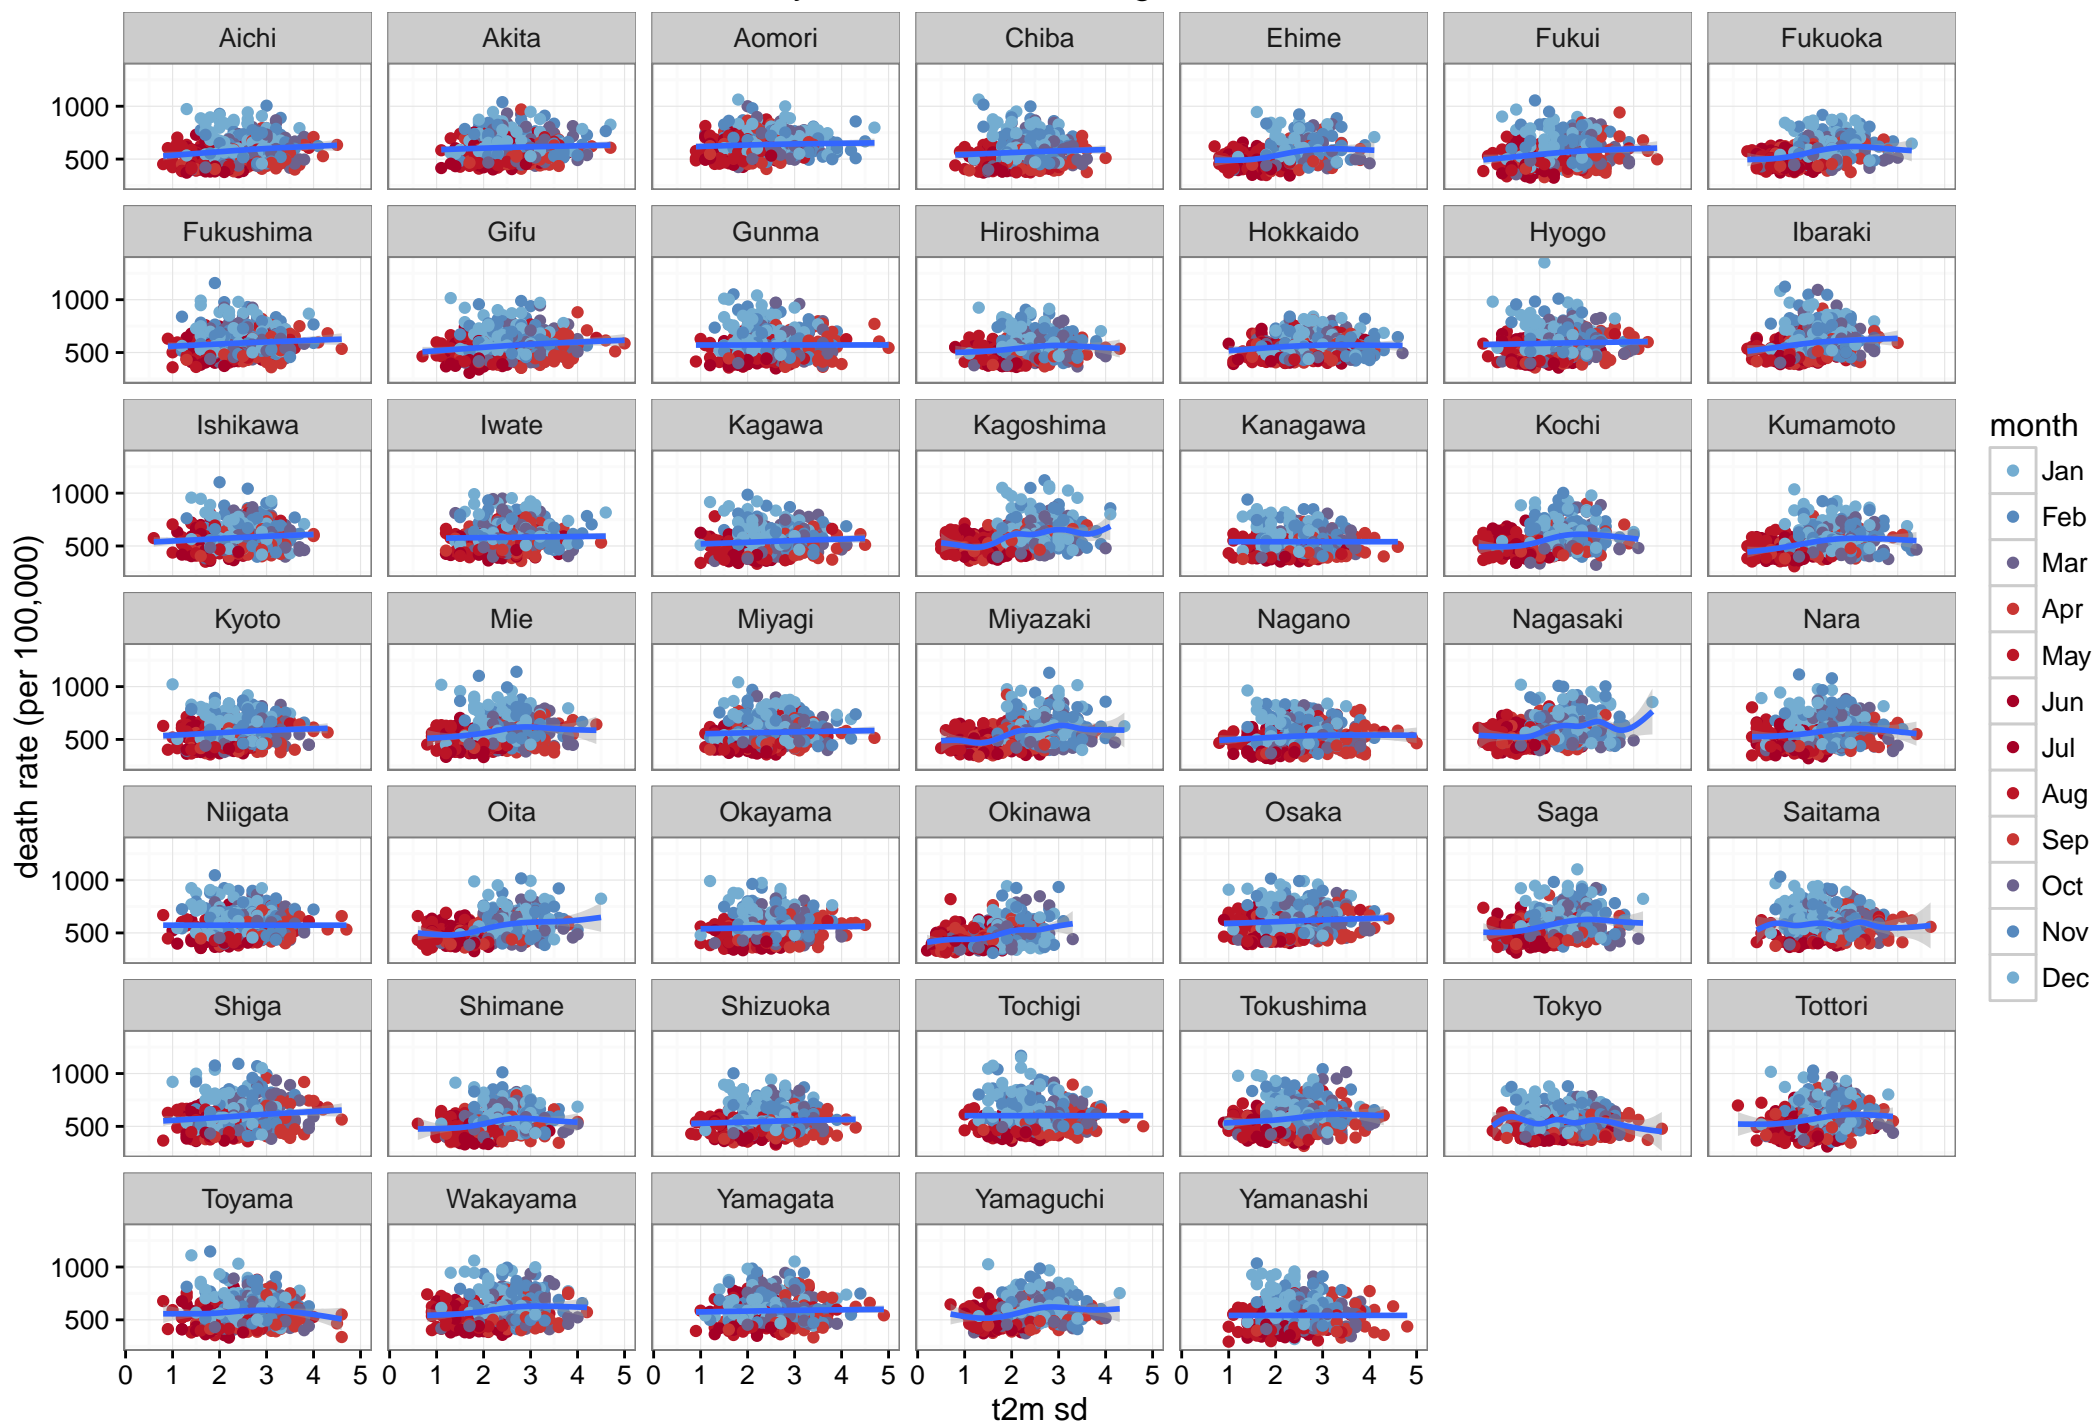 Aichi Akita Aomori Chiba Ehime Fukui Fukuoka
1000
500
Fukushima Gifu Gunma Hiroshima Hokkaido Hyogo Ibaraki
1000
500
Ishikawa Iwate Kagawa Kagoshima Kanagawa Kochi Kumamoto
1000
500
Kyoto Mie Miyagi Miyazaki Nagano Nagasaki Nara
1000
500
Niigata Oita Okayama Okinawa Osaka Saga Saitama
1000
500
Shiga Shimane Shizuoka Tochigi Tokushima Tokyo Tottori
1000
500
Toyama Wakayama Yamagata Yamaguchi Yamanashi
1000
500
0 1 2 3 4 5 0 1 2 3 4 5 0 1 2 3 4 5 0 1 2 3 4 5 0 1 2 3 4 5
t2m sd
death rate (per 100,000)
month
Jan
Feb
Mar
Apr
May
Jun
Jul
Aug
Sep
Oct
Nov
Dec